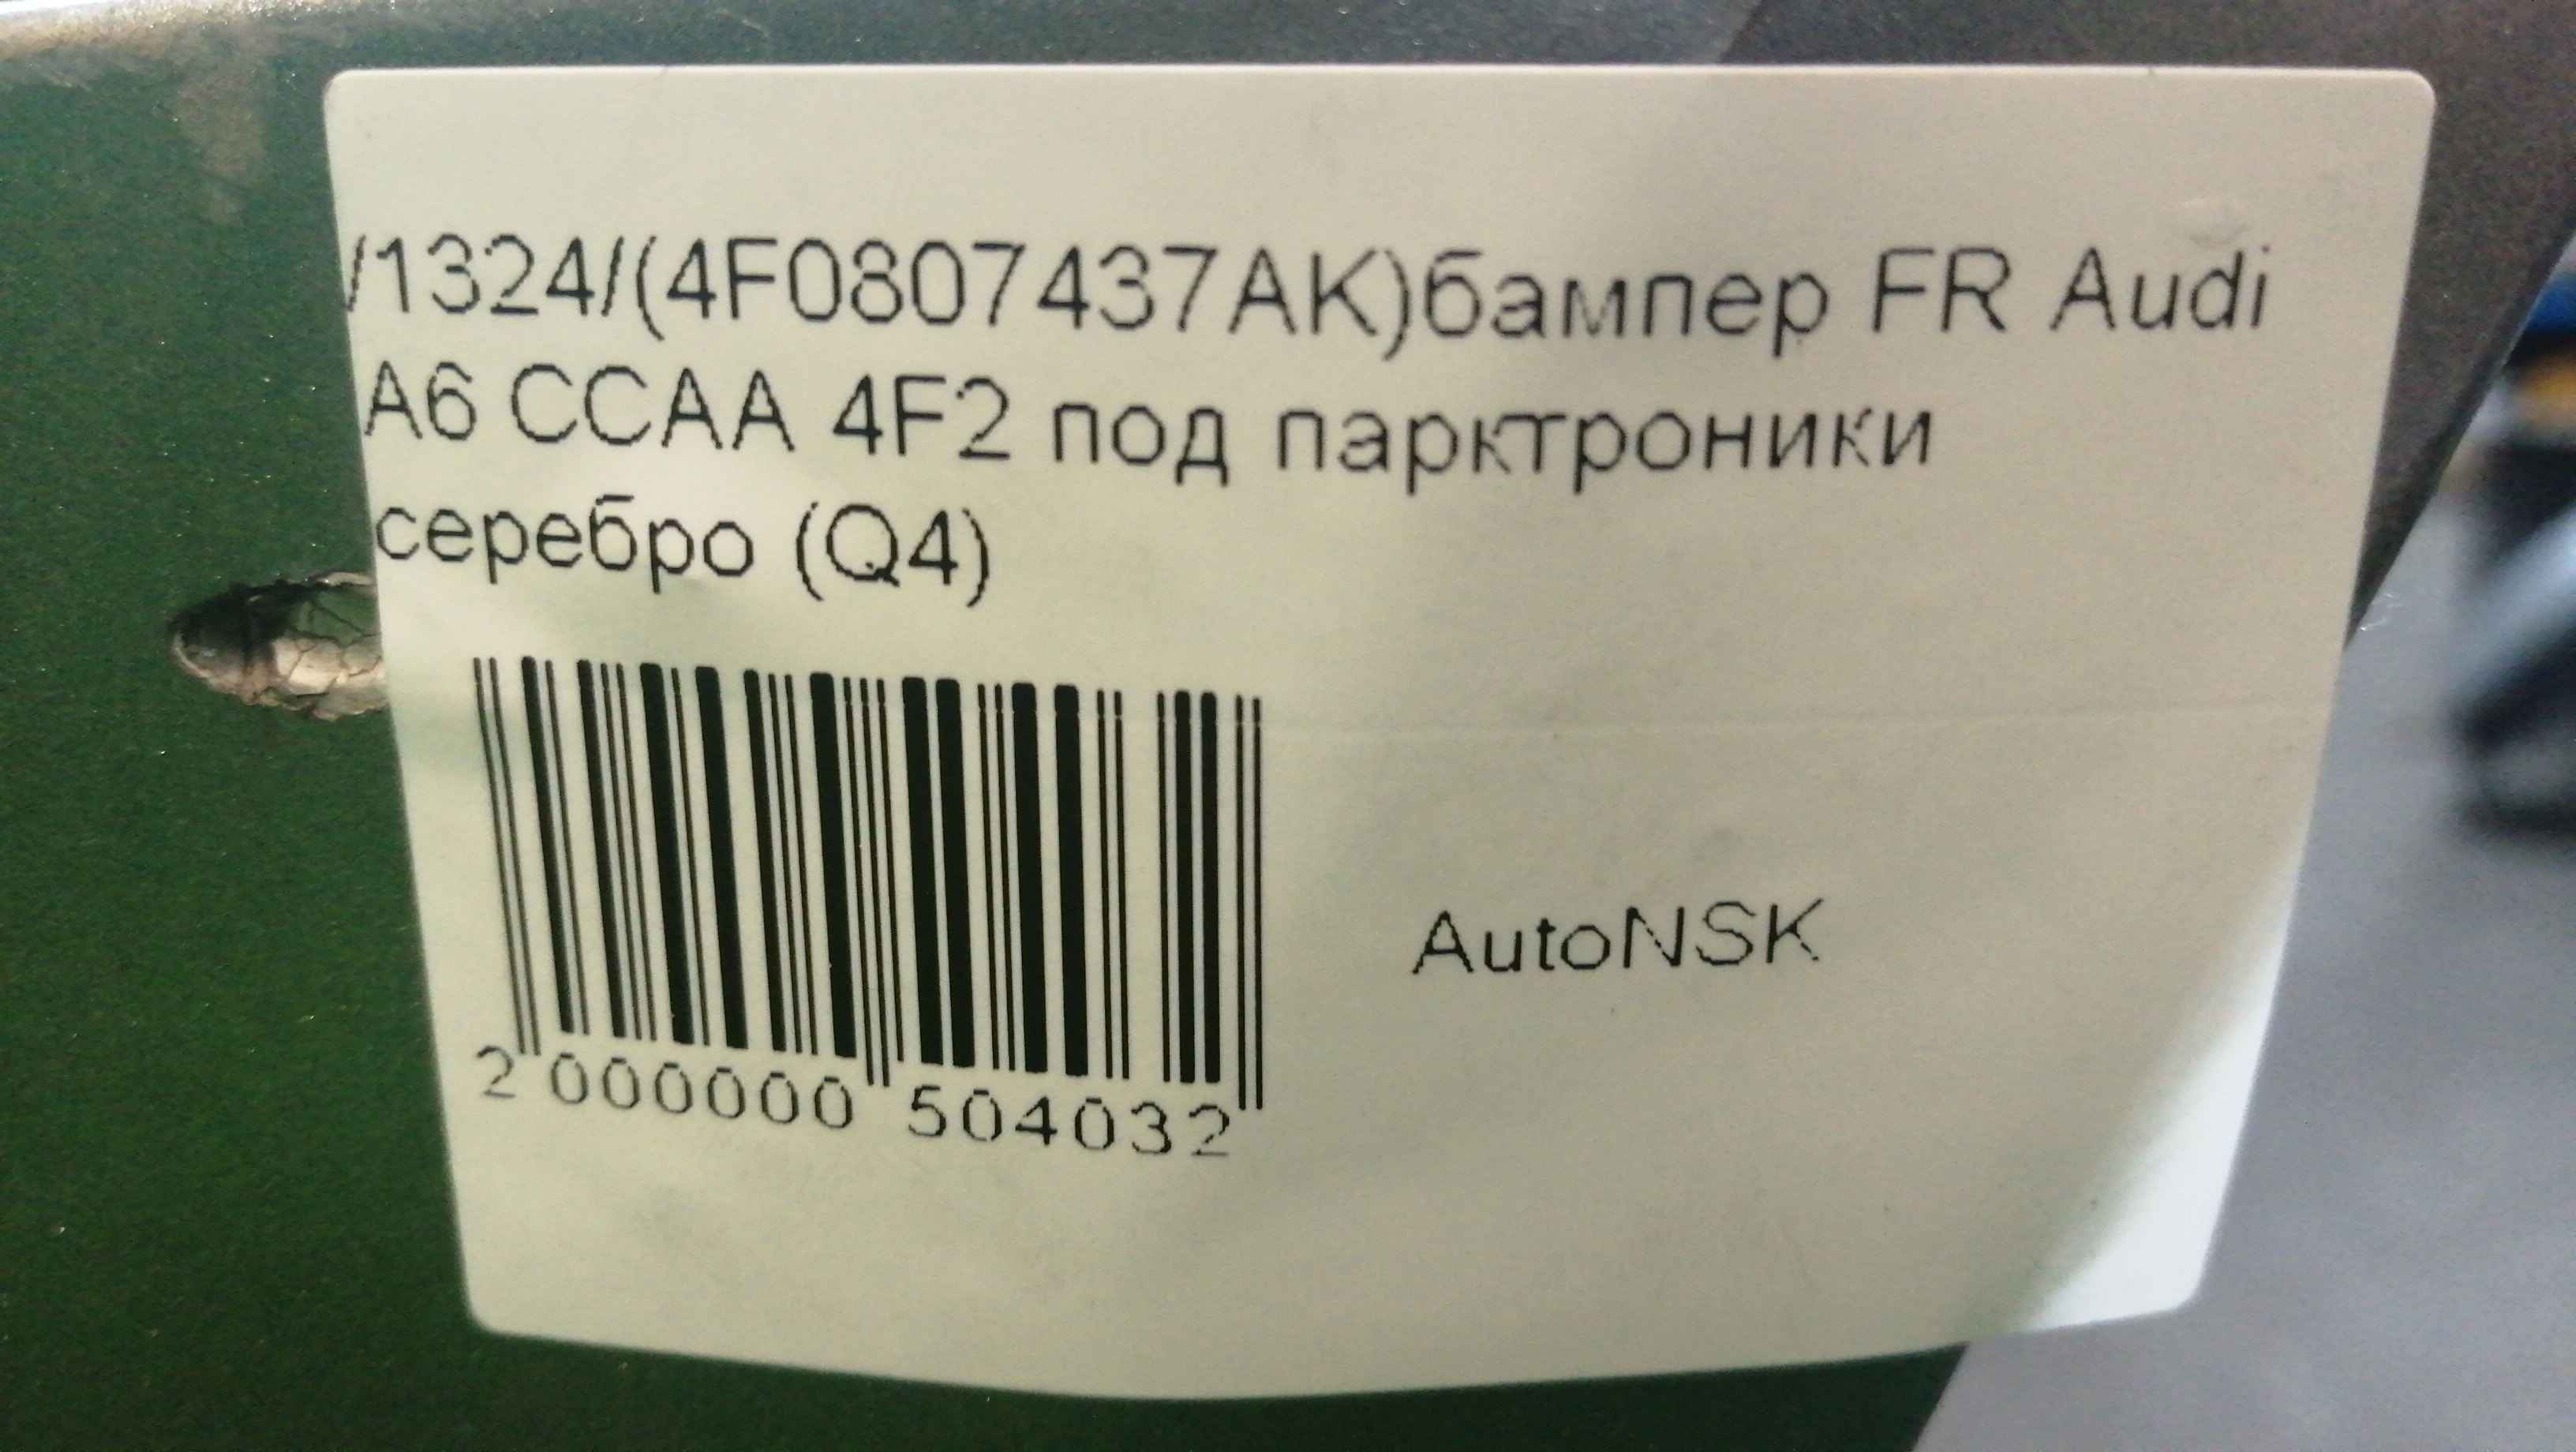 /1324/(4F0807437AK)бампер FR Audi
A6 CCAA 4F2 под парктроники
серебро (Q4)
2 000000 504032
AutoNSK